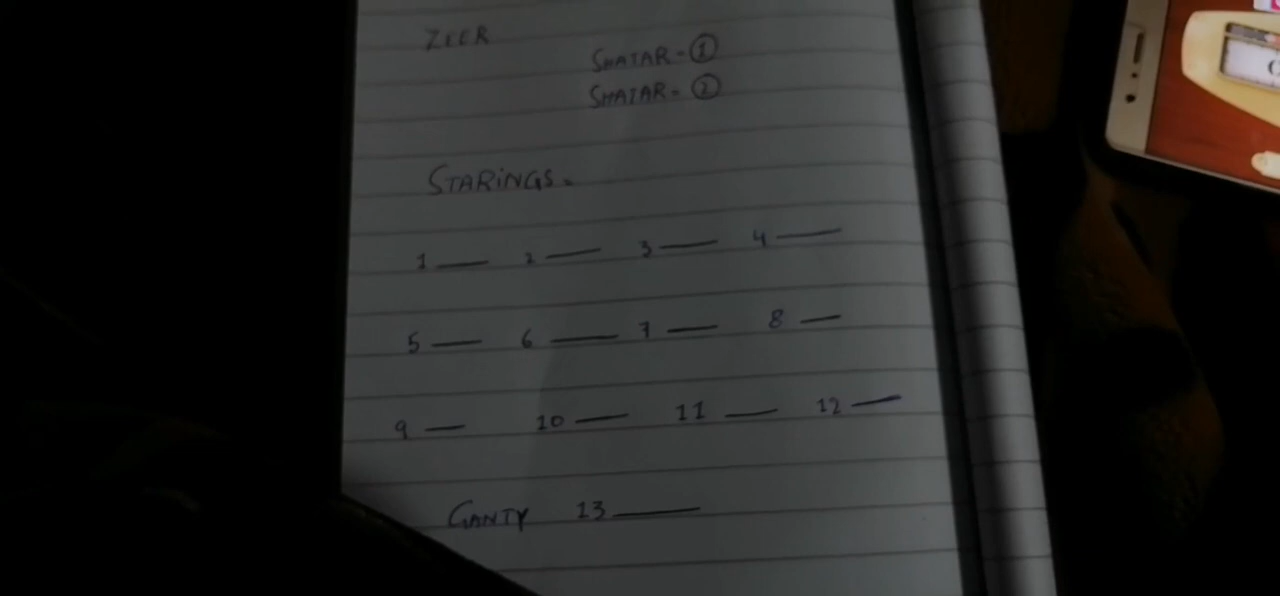 ZEER
SHATAR - ①
SHATAR - ②
STARINGS -
1 — 2 — 3 — 4 —
5 — 6 — 7 — 8 —
9 — 10 — 11 — 12 —
GANTY 13 —